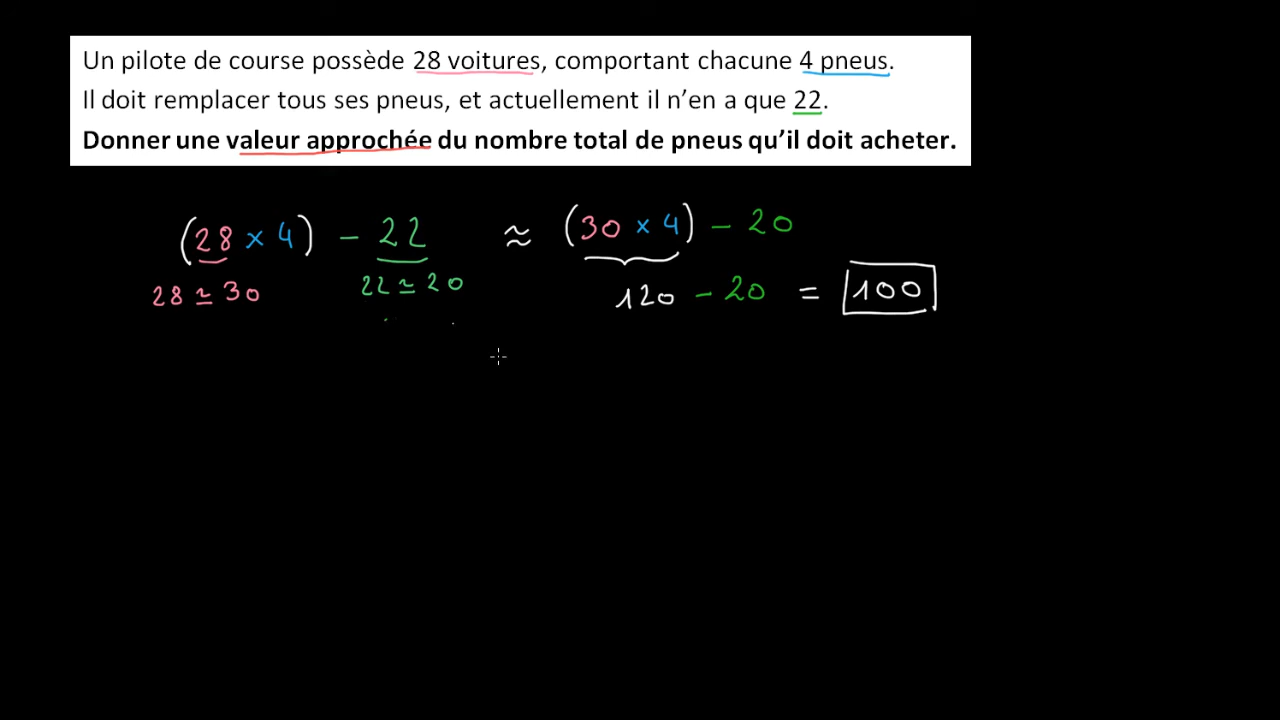 Un pilote de course possède 28 voitures, comportant chacune 4 pneus.
Il doit remplacer tous ses pneus, et actuellement il n’en a que 22.
Donner une valeur approchée du nombre total de pneus qu’il doit acheter.
(28 × 4) − 22 ≈ (30 × 4) − 20
28 ≃ 30 22 ≃ 20 120 − 20 = 100